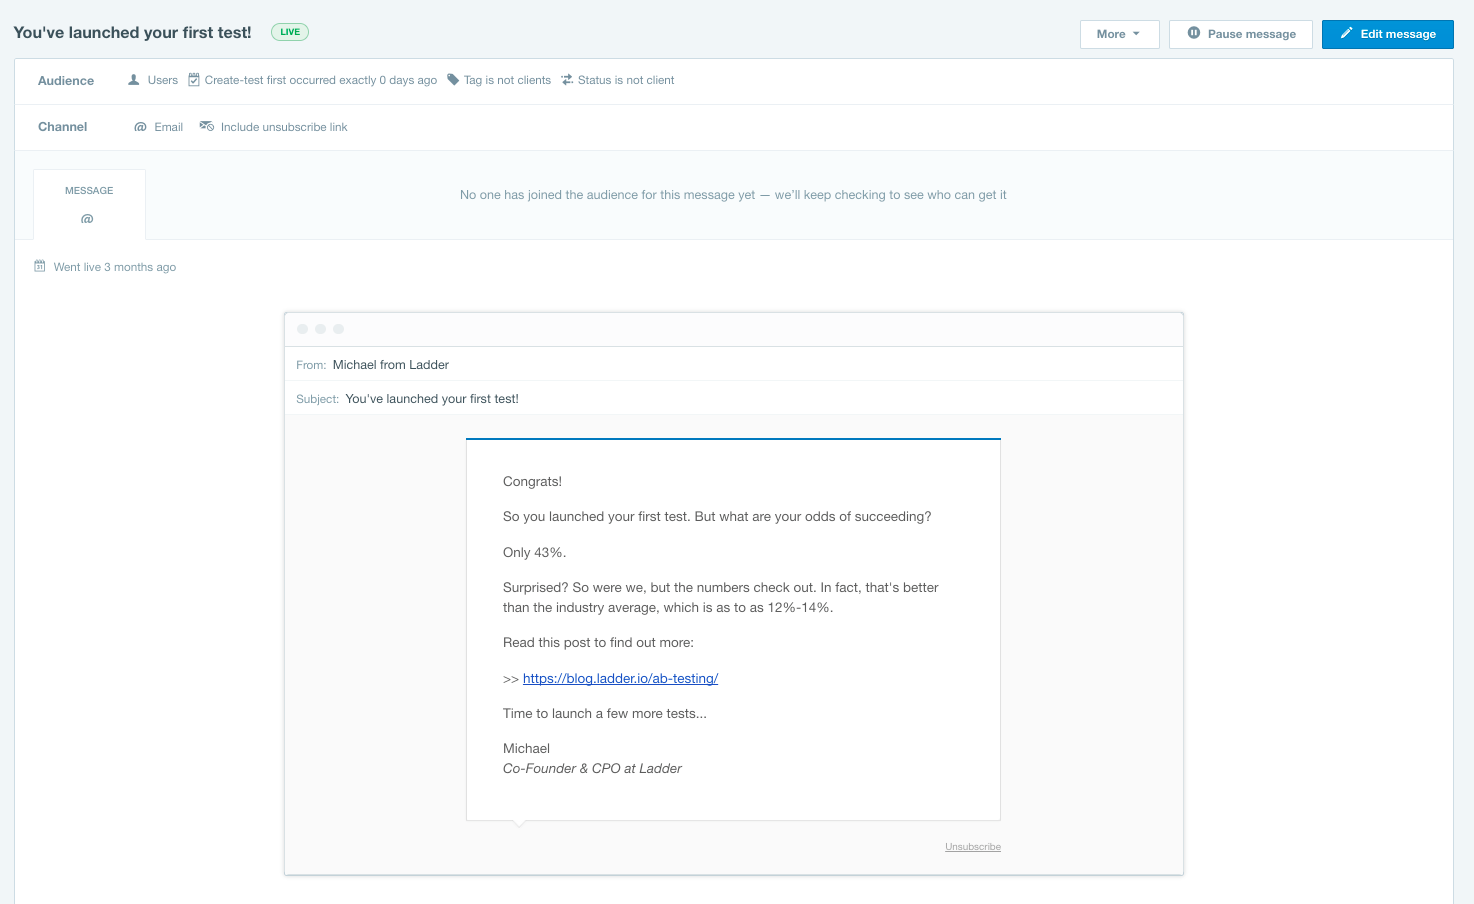 You've launched your first test! LIVE More Pause message Edit message
Audience Users Create-test first occurred exactly 0 days ago Tag is not clients Status is not client
Channel @ Email Include unsubscribe link
MESSAGE
@
No one has joined the audience for this message yet — we'll keep checking to see who can get it
31 Went live 3 months ago
From: Michael from Ladder
Subject: You've launched your first test!
Congrats!
So you launched your first test. But what are your odds of succeeding?
Only 43%.
Surprised? So were we, but the numbers check out. In fact, that's better
than the industry average, which is as to as 12%-14%.
Read this post to find out more:
>> https://blog.ladder.io/ab-testing/
Time to launch a few more tests...
Michael
Co-Founder & CPO at Ladder
Unsubscribe